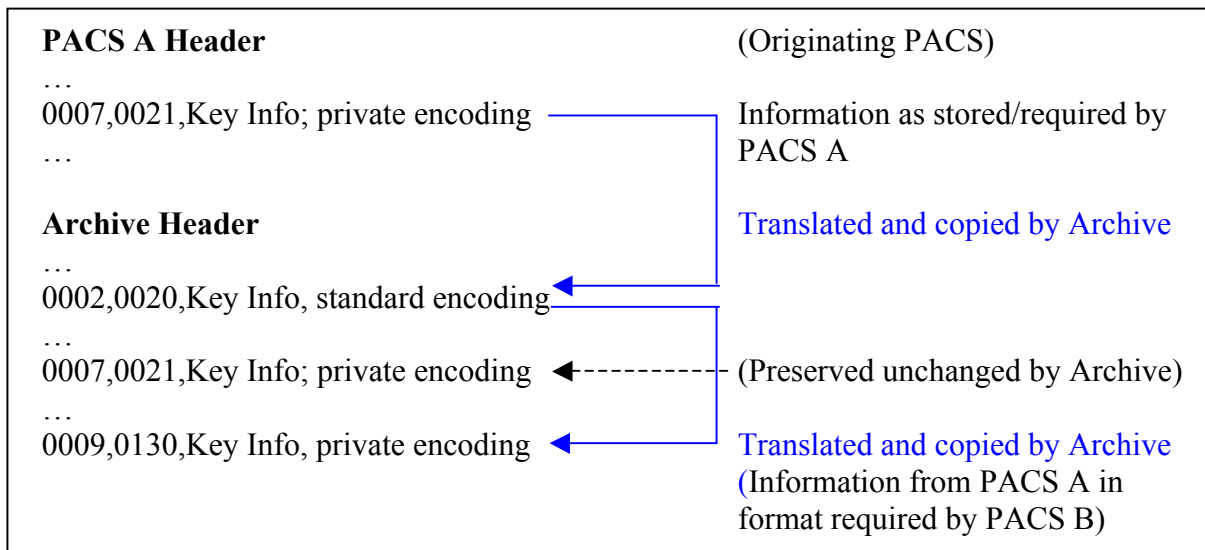 PACS A Header (Originating PACS)
…
0007,0021,Key Info; private encoding Information as stored/required by
… PACS A
Archive Header Translated and copied by Archive
…
0002,0020,Key Info, standard encoding
…
0007,0021,Key Info; private encoding (Preserved unchanged by Archive)
…
0009,0130,Key Info, private encoding Translated and copied by Archive
(Information from PACS A in
format required by PACS B)